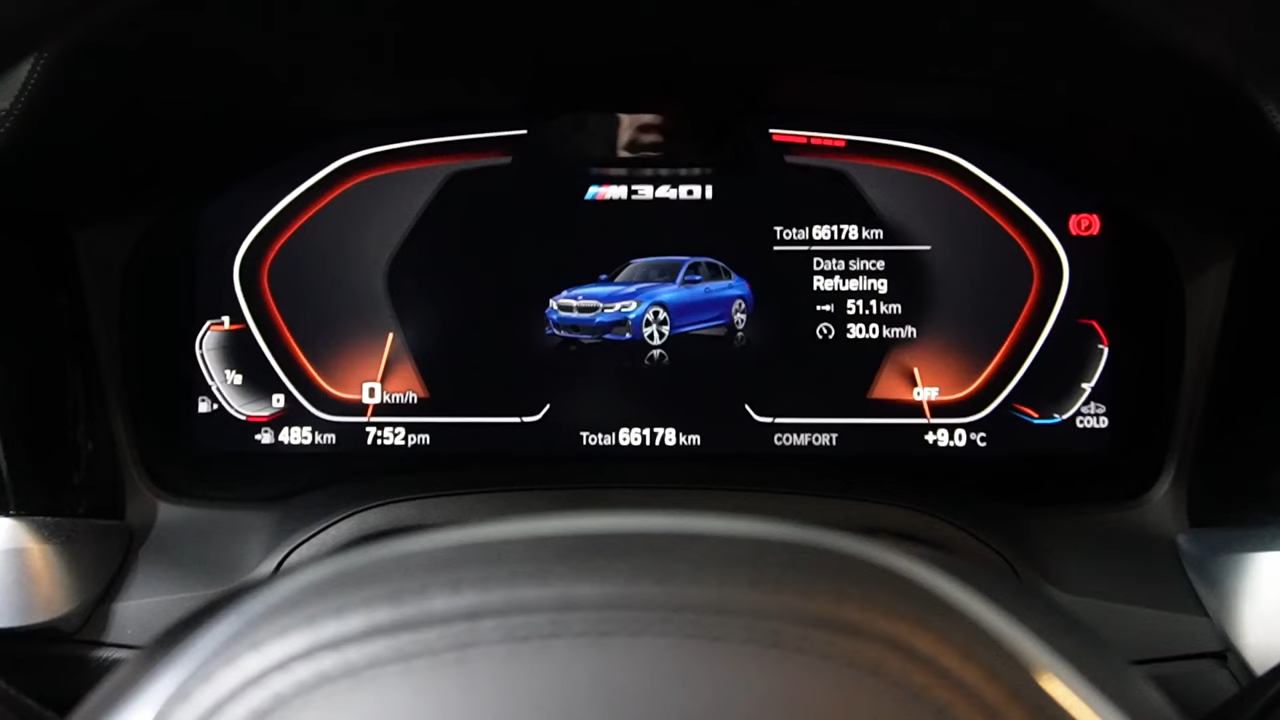 M340i
Total 66178 km
Data since
Refueling
51.1 km
30.0 km/h
1
1/2
0
0 km/h
OFF
COLD
485 km
7:52 pm
Total 66178 km
COMFORT
+9.0 °C
P